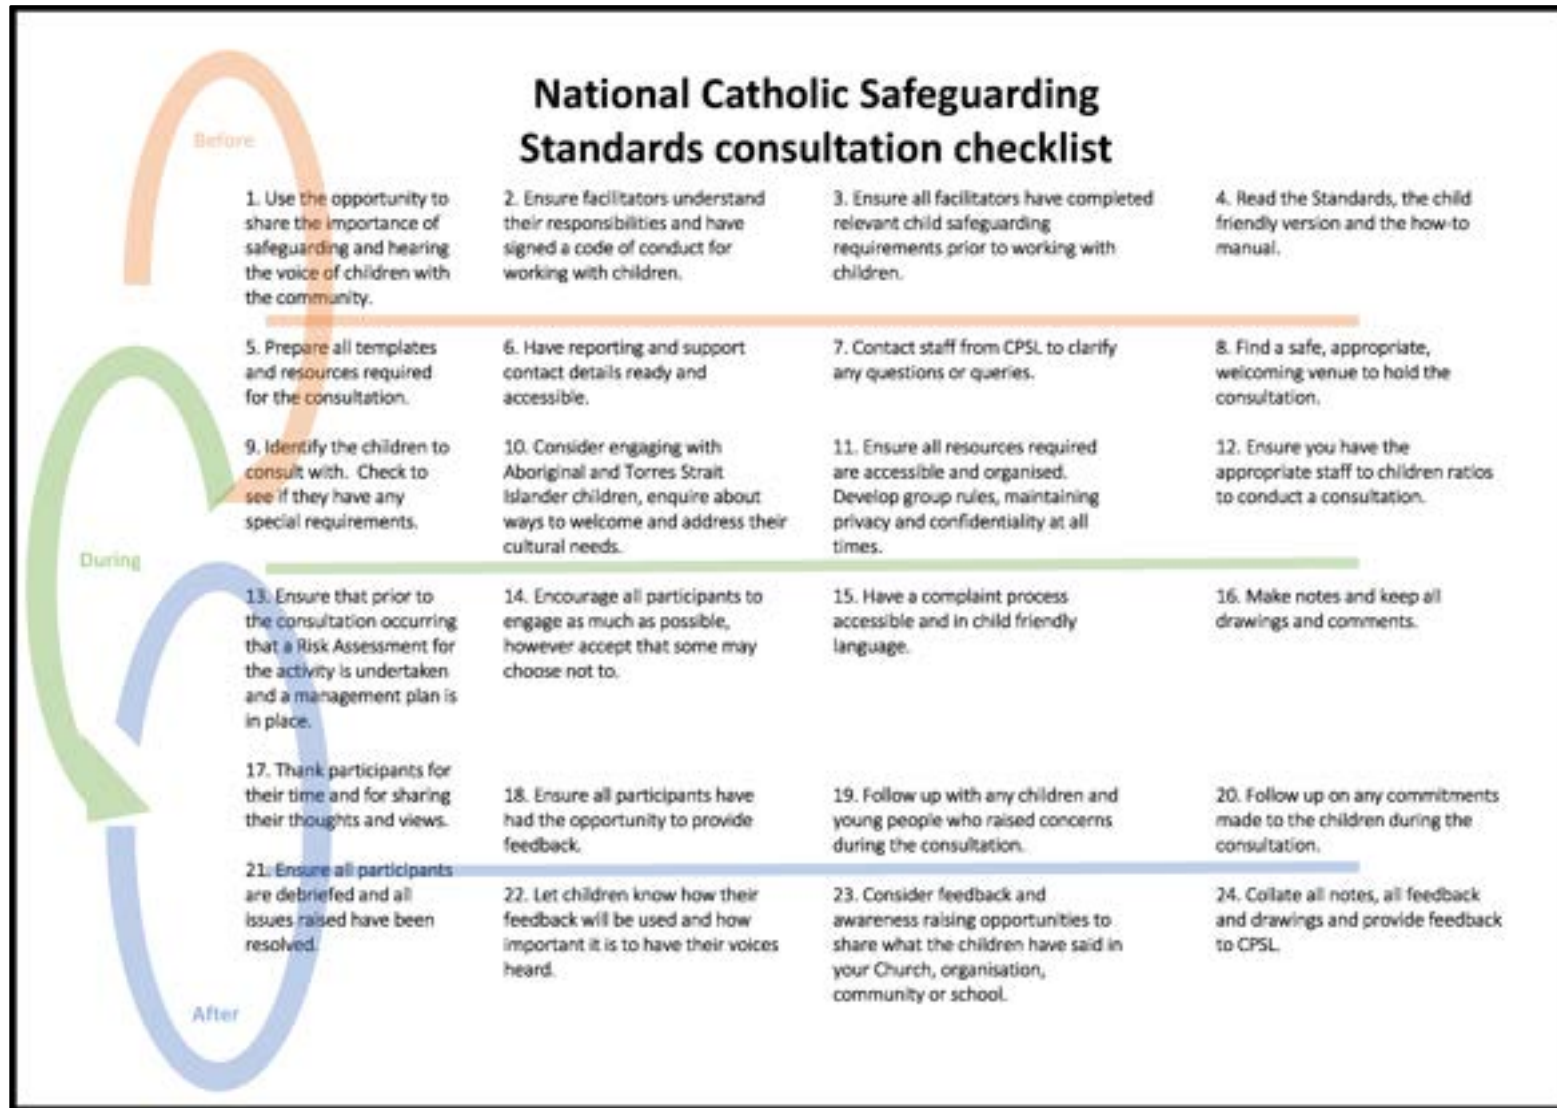 National Catholic Safeguarding
Standards consultation checklist
Before
1. Use the opportunity to
share the importance of
safeguarding and hearing
the voice of children with
the community.
2. Ensure facilitators understand
their responsibilities and have
signed a code of conduct for
working with children.
3. Ensure all facilitators have completed
relevant child safeguarding
requirements prior to working with
children.
4. Read the Standards, the child
friendly version and the how-to
manual.
5. Prepare all templates
and resources required
for the consultation.
6. Have reporting and support
contact details ready and
accessible.
7. Contact staff from CPSL to clarify
any questions or queries.
8. Find a safe, appropriate,
welcoming venue to hold the
consultation.
9. Identify the children to
consult with.  Check to
see if they have any
special requirements.
10. Consider engaging with
Aboriginal and Torres Strait
Islander children, enquire about
ways to welcome and address their
cultural needs.
11. Ensure all resources required
are accessible and organised.
Develop group rules, maintaining
privacy and confidentiality at all
times.
12. Ensure you have the
appropriate staff to children ratios
to conduct a consultation.
During
13. Ensure that prior to
the consultation occurring
that a Risk Assessment for
the activity is undertaken
and a management plan is
in place.
14. Encourage all participants to
engage as much as possible,
however accept that some may
choose not to.
15. Have a complaint process
accessible and in child friendly
language.
16. Make notes and keep all
drawings and comments.
17. Thank participants for
their time and for sharing
their thoughts and views.
18. Ensure all participants have
had the opportunity to provide
feedback.
19. Follow up with any children and
young people who raised concerns
during the consultation.
20. Follow up on any commitments
made to the children during the
consultation.
21. Ensure all participants
are debriefed and all
issues raised have been
resolved.
22. Let children know how their
feedback will be used and how
important it is to have their voices
heard.
23. Consider feedback and
awareness raising opportunities to
share what the children have said in
your Church, organisation,
community or school.
24. Collate all notes, all feedback
and drawings and provide feedback
to CPSL.
After